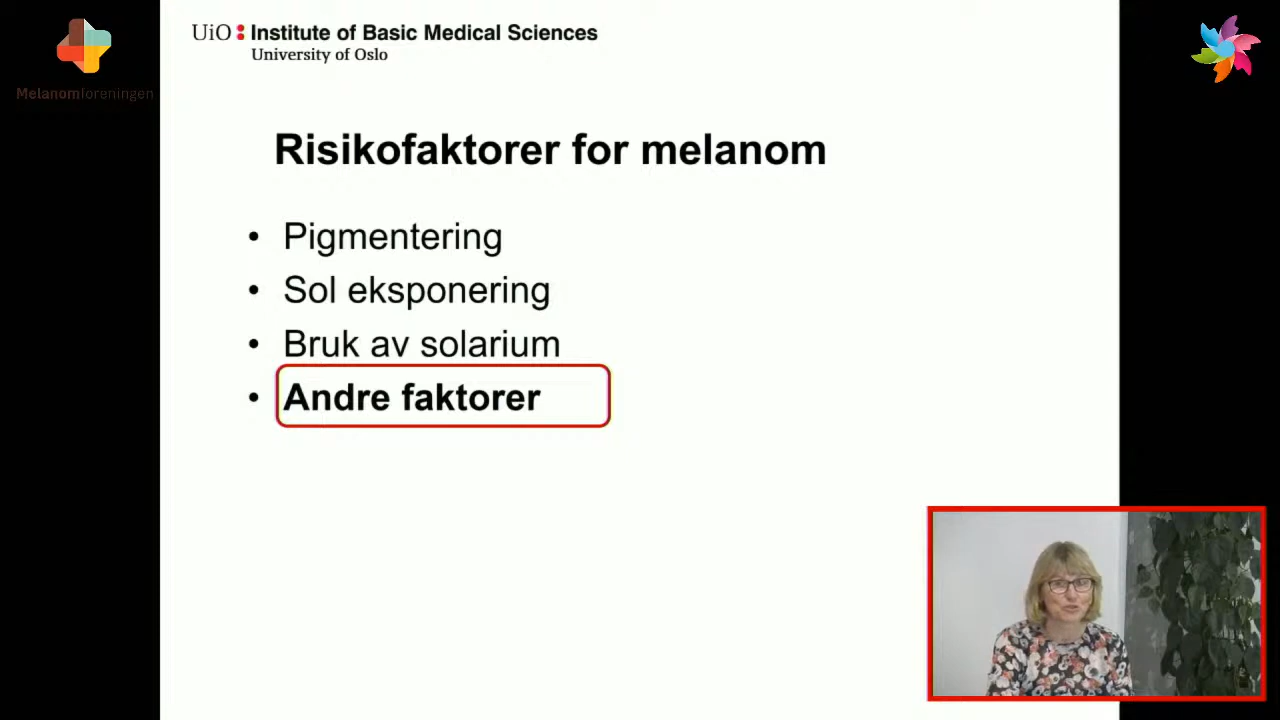 UiO: Institute of Basic Medical Sciences
University of Oslo
Melanomforeningen
Risikofaktorer for melanom
• Pigmentering
• Sol eksponering
• Bruk av solarium
• Andre faktorer